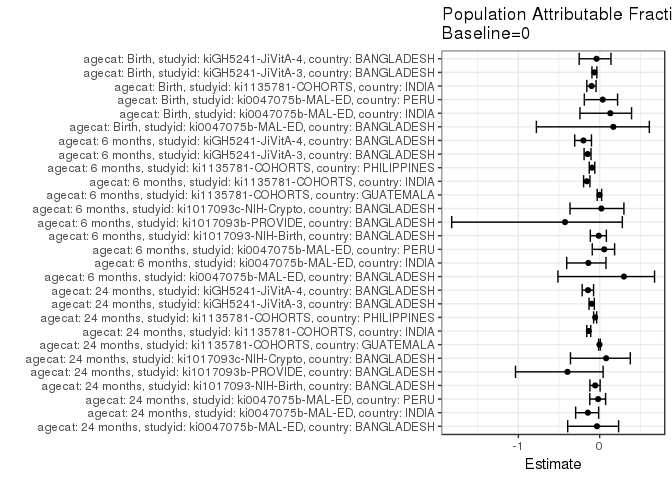 Population Attributable Fracti
Baseline=0
agecat: Birth, studyid: kiGH5241-JiVitA-4, country: BANGLADESH
agecat: Birth, studyid: kiGH5241-JiVitA-3, country: BANGLADESH
agecat: Birth, studyid: ki1135781-COHORTS, country: INDIA
agecat: Birth, studyid: ki0047075b-MAL-ED, country: PERU
agecat: Birth, studyid: ki0047075b-MAL-ED, country: INDIA
agecat: Birth, studyid: ki0047075b-MAL-ED, country: BANGLADESH
agecat: 6 months, studyid: kiGH5241-JiVitA-4, country: BANGLADESH
agecat: 6 months, studyid: kiGH5241-JiVitA-3, country: BANGLADESH
agecat: 6 months, studyid: ki1135781-COHORTS, country: PHILIPPINES
agecat: 6 months, studyid: ki1135781-COHORTS, country: INDIA
agecat: 6 months, studyid: ki1135781-COHORTS, country: GUATEMALA
agecat: 6 months, studyid: ki1017093c-NIH-Crypto, country: BANGLADESH
agecat: 6 months, studyid: ki1017093b-PROVIDE, country: BANGLADESH
agecat: 6 months, studyid: ki1017093-NIH-Birth, country: BANGLADESH
agecat: 6 months, studyid: ki0047075b-MAL-ED, country: PERU
agecat: 6 months, studyid: ki0047075b-MAL-ED, country: INDIA
agecat: 6 months, studyid: ki0047075b-MAL-ED, country: BANGLADESH
agecat: 24 months, studyid: kiGH5241-JiVitA-4, country: BANGLADESH
agecat: 24 months, studyid: kiGH5241-JiVitA-3, country: BANGLADESH
agecat: 24 months, studyid: ki1135781-COHORTS, country: PHILIPPINES
agecat: 24 months, studyid: ki1135781-COHORTS, country: INDIA
agecat: 24 months, studyid: ki1135781-COHORTS, country: GUATEMALA
agecat: 24 months, studyid: ki1017093c-NIH-Crypto, country: BANGLADESH
agecat: 24 months, studyid: ki1017093b-PROVIDE, country: BANGLADESH
agecat: 24 months, studyid: ki1017093-NIH-Birth, country: BANGLADESH
agecat: 24 months, studyid: ki0047075b-MAL-ED, country: PERU
agecat: 24 months, studyid: ki0047075b-MAL-ED, country: INDIA
agecat: 24 months, studyid: ki0047075b-MAL-ED, country: BANGLADESH
-1 0
Estimate